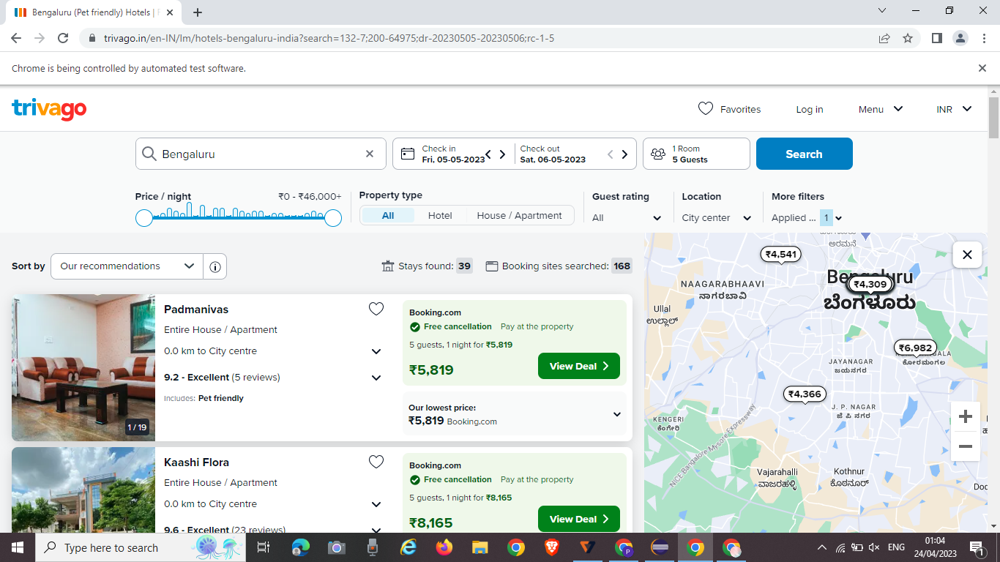 Bengaluru (Pet friendly) Hotels |
trivago.in/en-IN/lm/hotels-bengaluru-india?search=132-7;200-64975;dr-20230505-20230506;rc-1-5
Chrome is being controlled by automated test software.
trivago
Favorites
Log in
Menu
INR
Bengaluru
Check in
Fri, 05-05-2023
Check out
Sat, 06-05-2023
1 Room
5 Guests
Search
Price / night
₹0 - ₹46,000+
Property type
All
Hotel
House / Apartment
Guest rating
All
Location
City center
More filters
Applied ... 1
Sort by
Our recommendations
Stays found: 39
Booking sites searched: 168
1 / 19
Padmanivas
Entire House / Apartment
0.0 km to City centre
9.2 - Excellent (5 reviews)
Includes: Pet friendly
Booking.com
Free cancellation Pay at the property
5 guests, 1 night for ₹5,819
₹5,819
View Deal
Our lowest price:
₹5,819 Booking.com
Kaashi Flora
Entire House / Apartment
0.0 km to City centre
9.6 - Excellent (23 reviews)
Booking.com
Free cancellation Pay at the property
5 guests, 1 night for ₹8,165
₹8,165
View Deal
ಅರಮನೆ
₹4,541
Bengaluru
₹4,309
ಬೆಂಗಳೂರು
NAAGARABHAAVI
ನಾಗರಬಾವಿ
Ullal
ಉಲ್ಲಾಳ್
₹6,982
ಕೋರಮಂಗಲ
JAYANAGAR
ಜಯನಗರ
₹4,366
J. P. NAGAR
ಜೆ ಪಿ ನಗರ
KENGERI
ಕೆಂಗೇರಿ
NICE Bangalore Mysore Expressway
Vajarahalli
ವಾಜರಹಳ್ಳಿ
Kothnur
ಕೊಠನೂರ್
Type here to search
ENG
01:04
24/04/2023
1